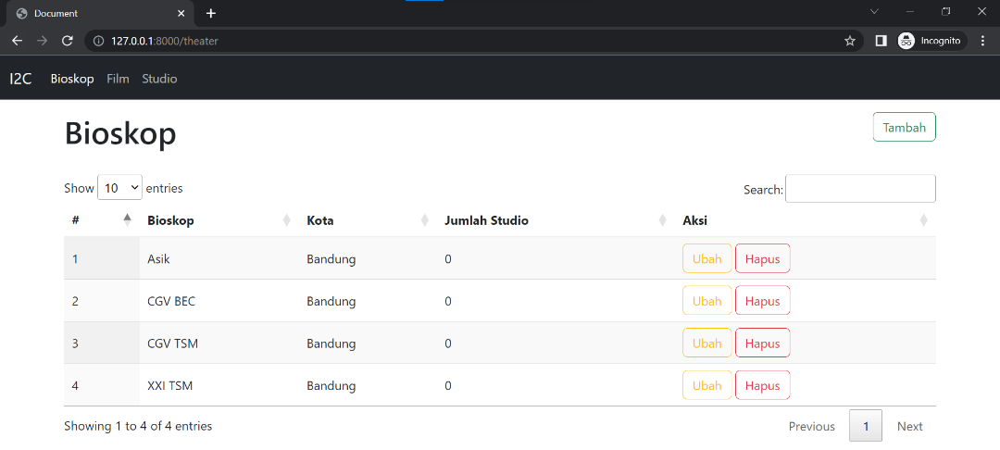 Document
127.0.0.1:8000/theater
Incognito
I2C Bioskop Film Studio
Bioskop
Tambah
Show 10 entries
Search:
# Bioskop Kota Jumlah Studio Aksi
1 Asik Bandung 0 Ubah Hapus
2 CGV BEC Bandung 0 Ubah Hapus
3 CGV TSM Bandung 0 Ubah Hapus
4 XXI TSM Bandung 0 Ubah Hapus
Showing 1 to 4 of 4 entries
Previous 1 Next